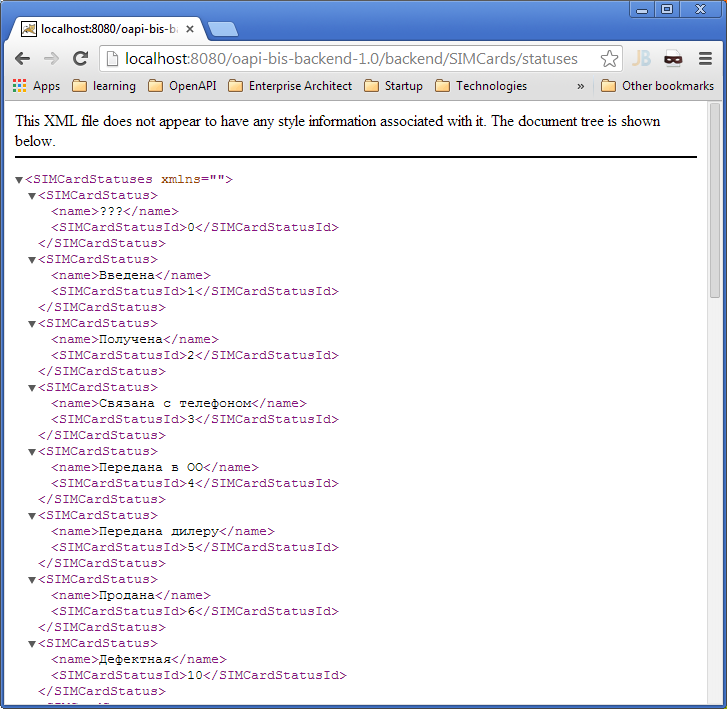 localhost:8080/oapi-bis-b
localhost:8080/oapi-bis-backend-1.0/backend/SIMCards/statuses
JB
Apps learning OpenAPI Enterprise Architect Startup Technologies » Other bookmarks
This XML file does not appear to have any style information associated with it. The document tree is shown
below.
▼<SIMCardStatuses xmlns="">
▼<SIMCardStatus>
<name>???</name>
<SIMCardStatusId>0</SIMCardStatusId>
</SIMCardStatus>
▼<SIMCardStatus>
<name>Введена</name>
<SIMCardStatusId>1</SIMCardStatusId>
</SIMCardStatus>
▼<SIMCardStatus>
<name>Получена</name>
<SIMCardStatusId>2</SIMCardStatusId>
</SIMCardStatus>
▼<SIMCardStatus>
<name>Связана с телефоном</name>
<SIMCardStatusId>3</SIMCardStatusId>
</SIMCardStatus>
▼<SIMCardStatus>
<name>Передана в ОО</name>
<SIMCardStatusId>4</SIMCardStatusId>
</SIMCardStatus>
▼<SIMCardStatus>
<name>Передана дилеру</name>
<SIMCardStatusId>5</SIMCardStatusId>
</SIMCardStatus>
▼<SIMCardStatus>
<name>Продана</name>
<SIMCardStatusId>6</SIMCardStatusId>
</SIMCardStatus>
▼<SIMCardStatus>
<name>Дефектная</name>
<SIMCardStatusId>10</SIMCardStatusId>
</SIMCardStatus>